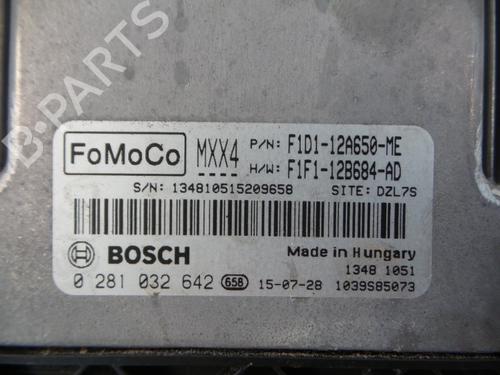 FoMoCo MXX4 P/N: F1D1-12A650-ME
H/W: F1F1-12B684-AD
S/N: 134810515209658 SITE: DZL7S
BOSCH Made in Hungary
1348 1051
0 281 032 642 658 15-07-28 1039S85073
B-PARTS